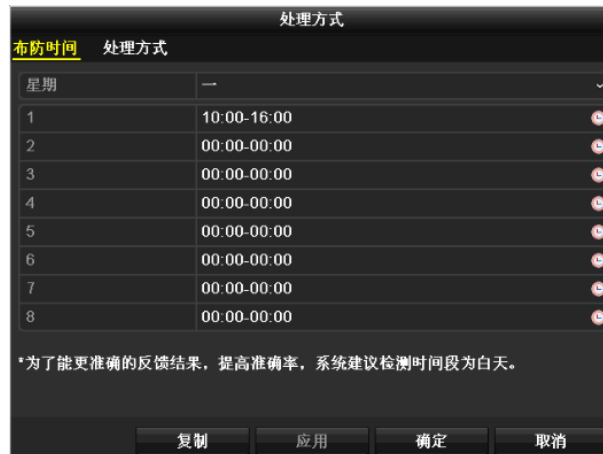 处理方式
布防时间 处理方式
星期 一
1 10:00-16:00
2 00:00-00:00
3 00:00-00:00
4 00:00-00:00
5 00:00-00:00
6 00:00-00:00
7 00:00-00:00
8 00:00-00:00
*为了能更准确的反馈结果，提高准确率，系统建议检测时间段为白天。
复制 应用 确定 取消